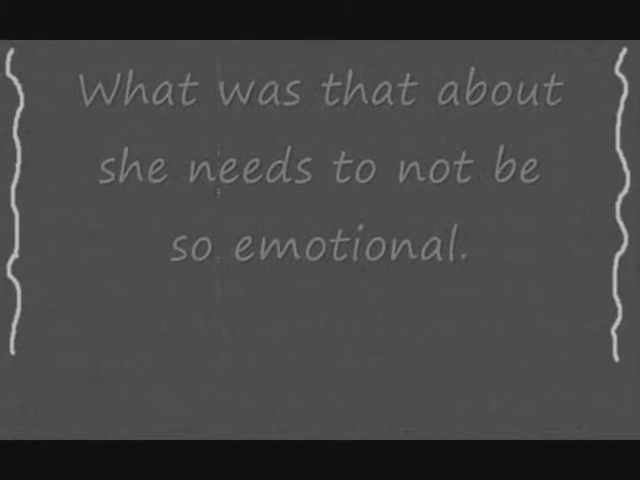 What was that about
she needs to not be
so emotional.